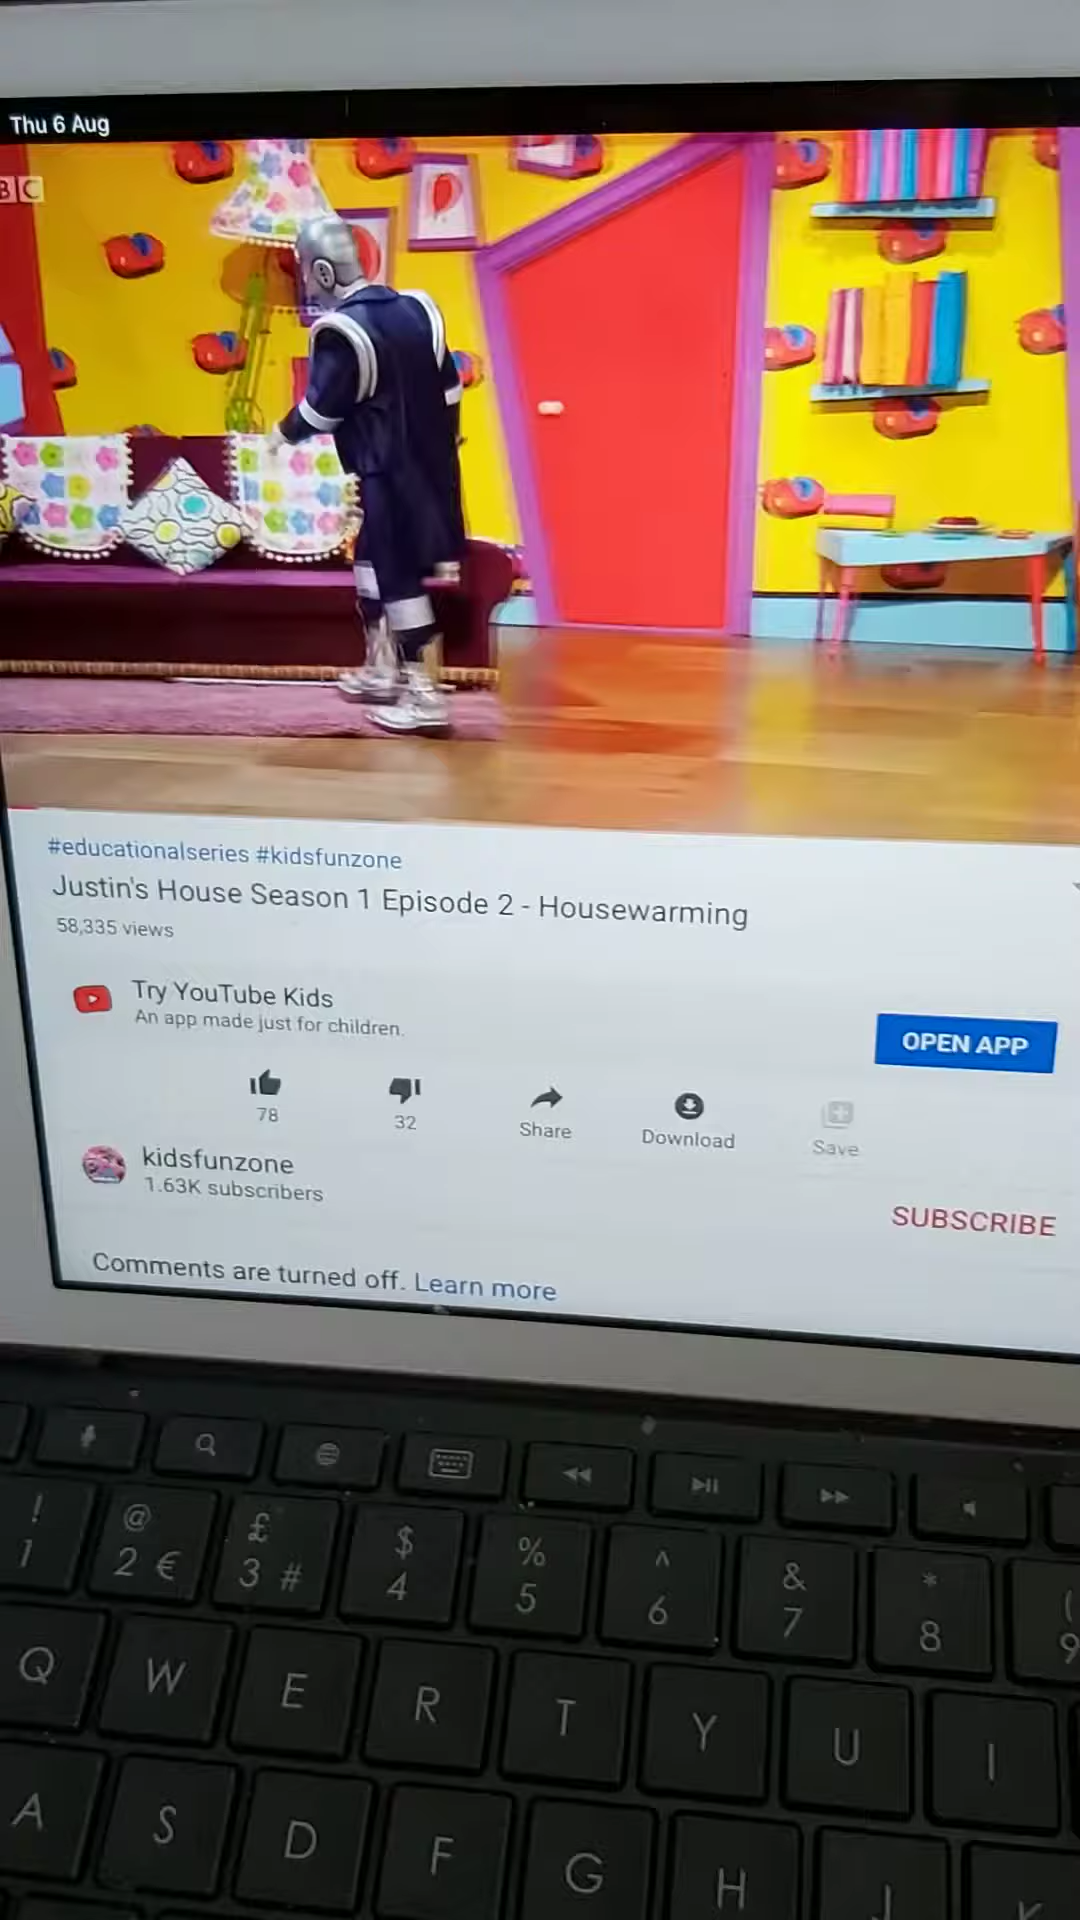 Thu 6 Aug
BC
#educationalseries #kidsfunzone
Justin's House Season 1 Episode 2 - Housewarming
58,335 views
Try YouTube Kids
An app made just for children.
OPEN APP
78
32
Share
Download
Save
kidsfunzone
1.63K subscribers
SUBSCRIBE
Comments are turned off. Learn more
! @ £ $ % ^ & * (
1 2 € 3 # 4 5 6 7 8 9
Q W E R T Y U I
A S D F G H J K